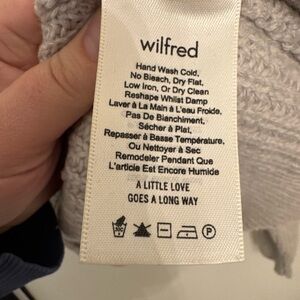 wilfred
Hand Wash Cold,
No Bleach, Dry Flat,
Low Iron, Or Dry Clean
Reshape Whilst Damp
Laver à La Main à L'eau Froide,
Pas De Blanchiment,
Sécher à Plat,
Repasser à Basse Température,
Ou Nettoyer à Sec
Remodeler Pendant Que
L'article Est Encore Humide
A LITTLE LOVE
GOES A LONG WAY
P